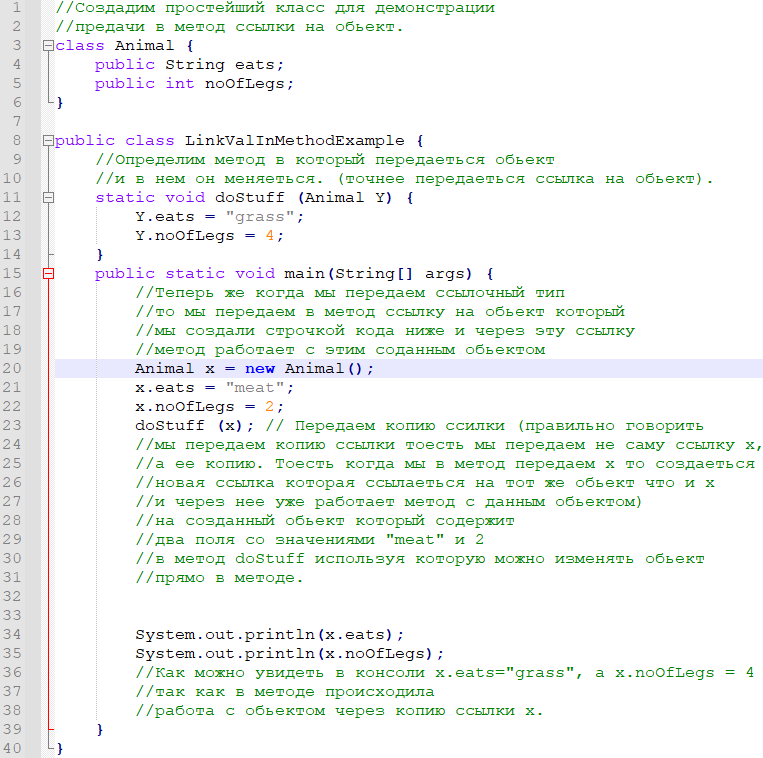 1 //Создадим простейший класс для демонстрации
2 //предачи в метод ссылки на обьект.
3 class Animal {
4 public String eats;
5 public int noOfLegs;
6 }
7
8 public class LinkValInMethodExample {
9 //Определим метод в который передаеться обьект
10 //и в нем он меняеться. (точнее передаеться ссылка на обьект).
11 static void doStuff (Animal Y) {
12 Y.eats = "grass";
13 Y.noOfLegs = 4;
14 }
15 public static void main(String[] args) {
16 //Теперь же когда мы передаем ссылочный тип
17 //то мы передаем в метод ссылку на обьект который
18 //мы создали строчкой кода ниже и через эту ссылку
19 //метод работает с этим соданным обьектом
20 Animal x = new Animal();
21 x.eats = "meat";
22 x.noOfLegs = 2;
23 doStuff (x); // Передаем копию ссилки (правильно говорить
24 //мы передаем копию ссылки тоесть мы передаем не саму ссылку х,
25 //а ее копию. Тоесть когда мы в метод передаем х то создаеться
26 //новая ссылка которая ссылаеться на тот же обьект что и х
27 //и через нее уже работает метод с данным обьектом)
28 //на созданный обьект который содержит
29 //два поля со значениями "meat" и 2
30 //в метод doStuff используя которую можно изменять обьект
31 //прямо в методе.
32
33
34 System.out.println(x.eats);
35 System.out.println(x.noOfLegs);
36 //Как можно увидеть в консоли x.eats="grass", а x.noOfLegs = 4
37 //так как в методе происходила
38 //работа с обьектом через копию ссылки х.
39 }
40 }